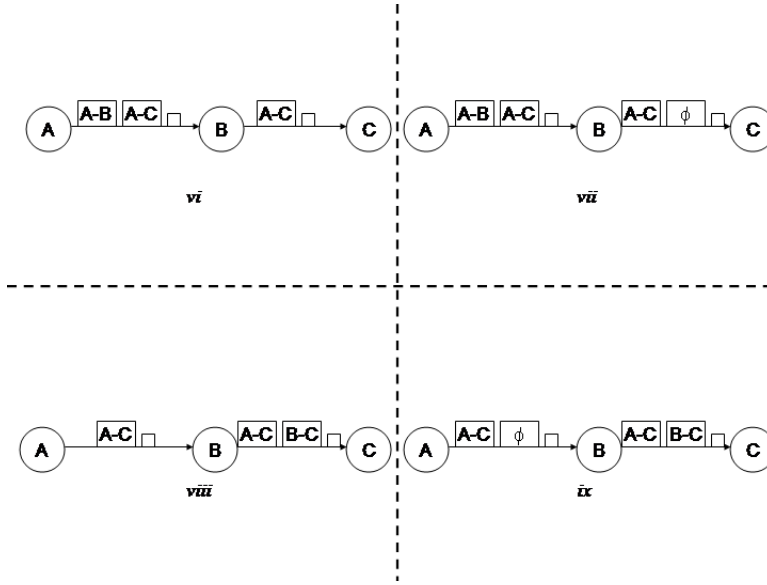 A A-B A-C B A-C C
vi
A A-B A-C B A-C ϕ C
vii
A A-C B A-C B-C C
viii
A A-C ϕ B A-C B-C C
ix